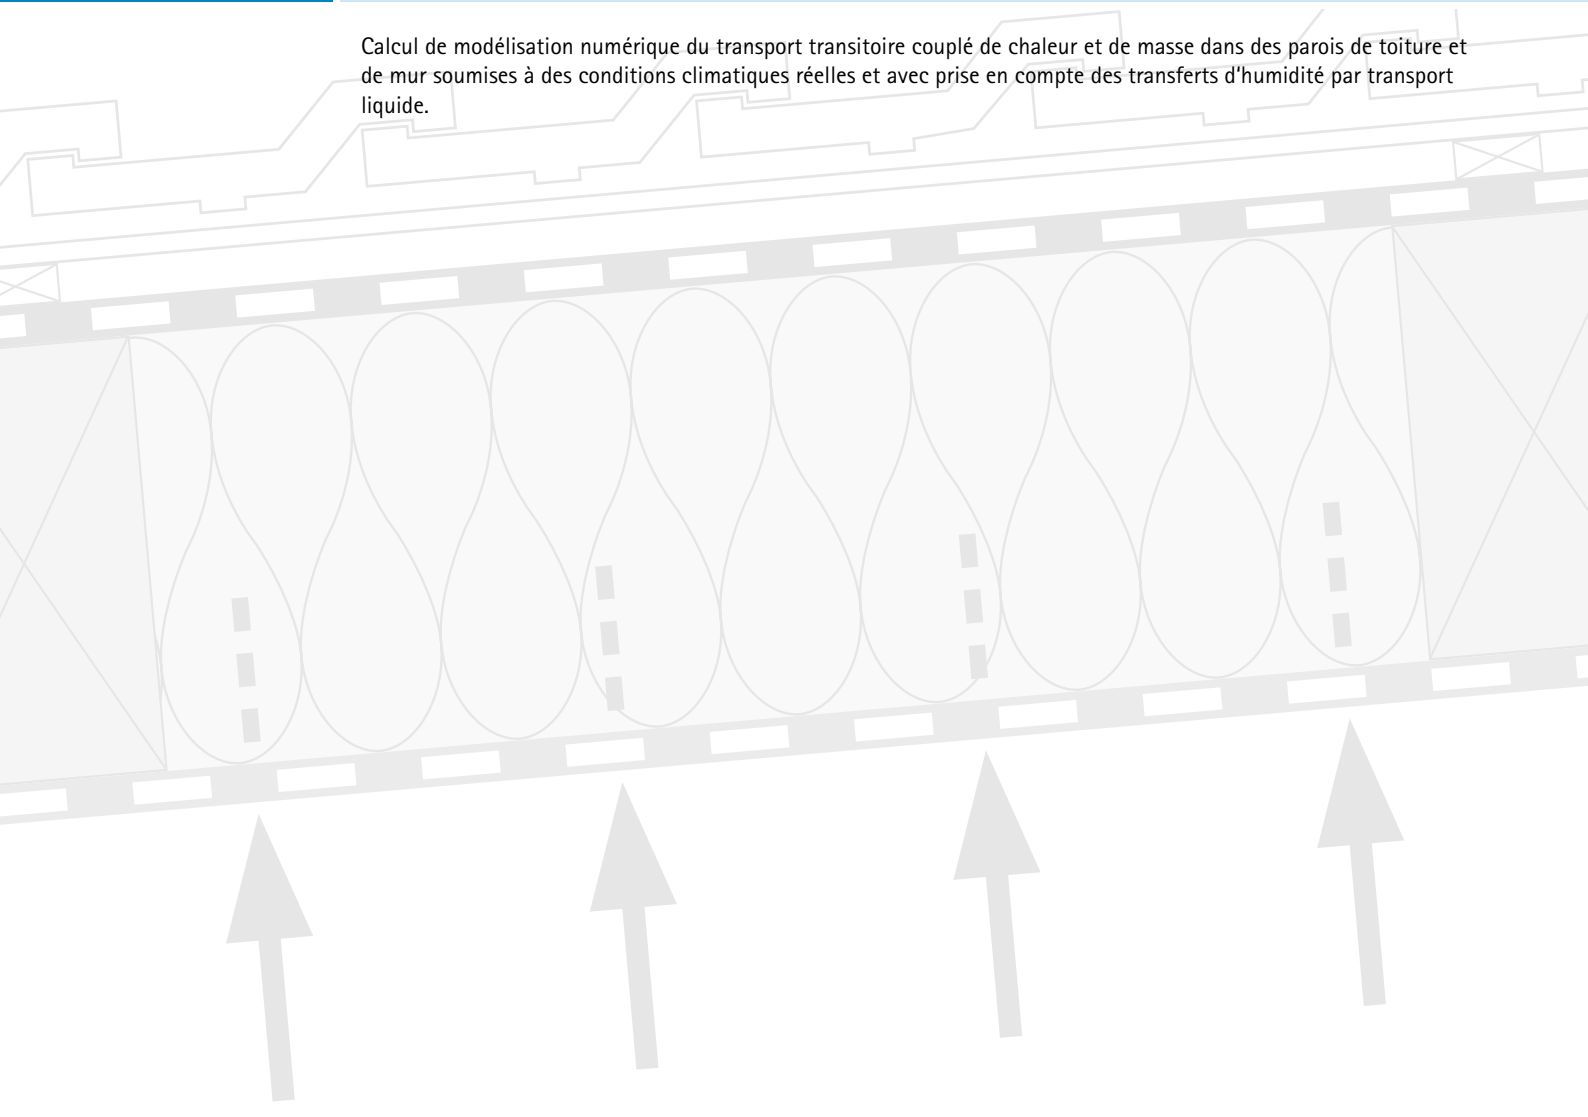 Calcul de modélisation numérique du transport transitoire couplé de chaleur et de masse dans des parois de toiture et
de mur soumises à des conditions climatiques réelles et avec prise en compte des transferts d'humidité par transport
liquide.